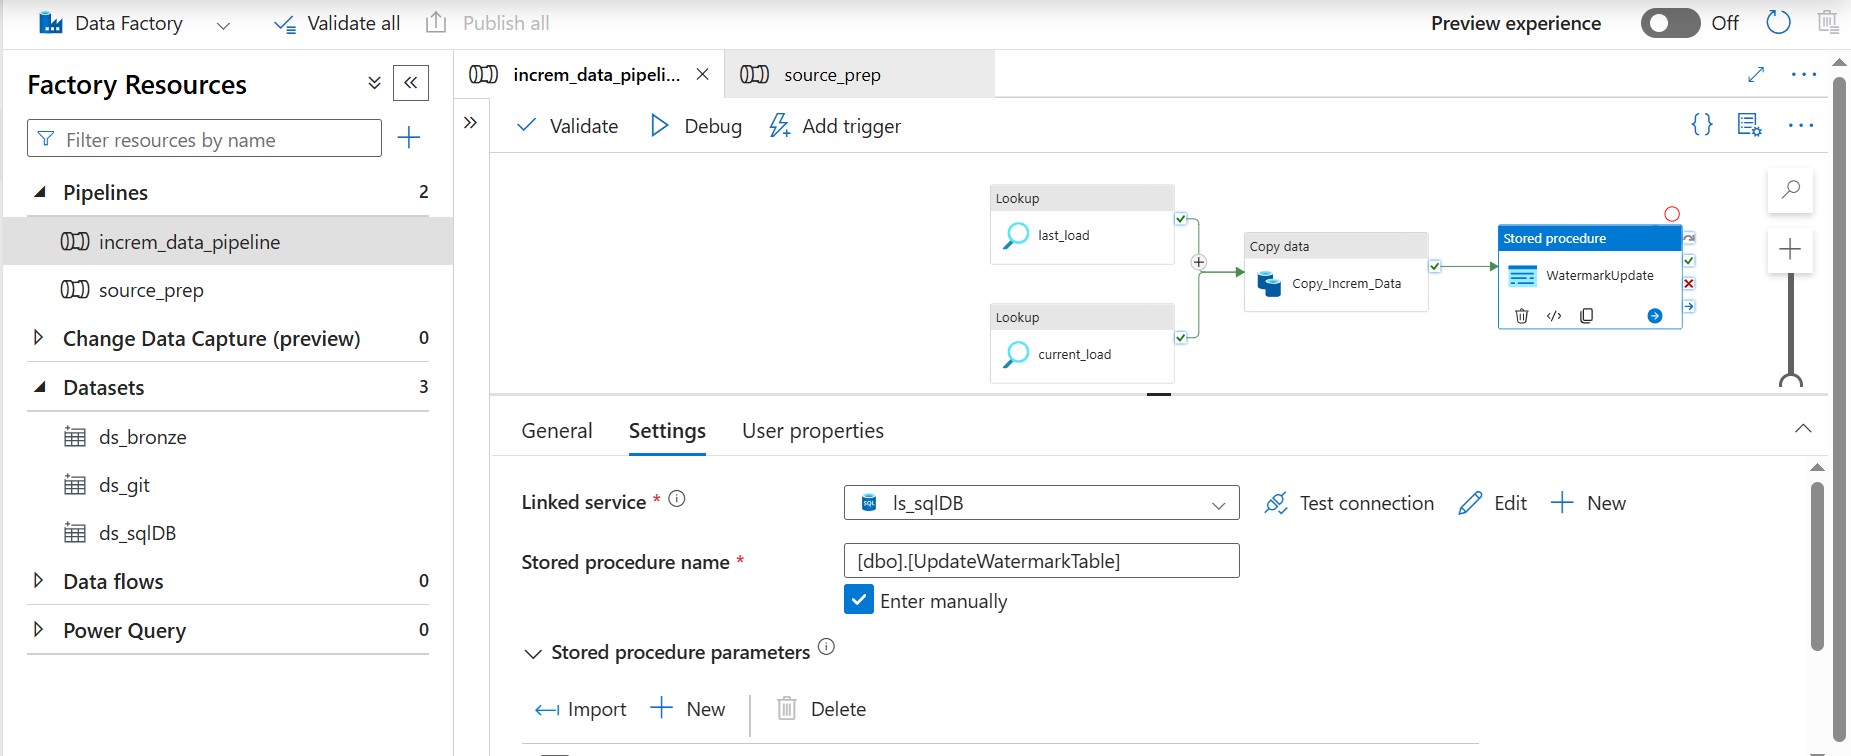 Data Factory
Validate all
Publish all
Preview experience
Off
Factory Resources
Filter resources by name
Pipelines 2
increm_data_pipeline
source_prep
Change Data Capture (preview) 0
Datasets 3
ds_bronze
ds_git
ds_sqlDB
Data flows 0
Power Query 0
increm_data_pipeli...
source_prep
Validate
Debug
Add trigger
Lookup
last_load
Lookup
current_load
Copy data
Copy_Increm_Data
Stored procedure
WatermarkUpdate
General
Settings
User properties
Linked service *
SQL
ls_sqlDB
Test connection
Edit
New
Stored procedure name *
[dbo].[UpdateWatermarkTable]
Enter manually
Stored procedure parameters
Import
New
Delete